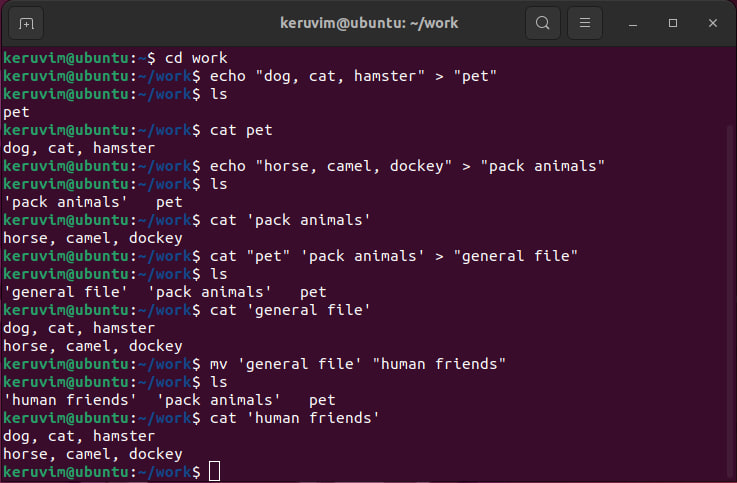 keruvim@ubuntu: ~/work
keruvim@ubuntu:~$ cd work
keruvim@ubuntu:~/work$ echo "dog, cat, hamster" > "pet"
keruvim@ubuntu:~/work$ ls
pet
keruvim@ubuntu:~/work$ cat pet
dog, cat, hamster
keruvim@ubuntu:~/work$ echo "horse, camel, dockey" > "pack animals"
keruvim@ubuntu:~/work$ ls
'pack animals'   pet
keruvim@ubuntu:~/work$ cat 'pack animals'
horse, camel, dockey
keruvim@ubuntu:~/work$ cat "pet" 'pack animals' > "general file"
keruvim@ubuntu:~/work$ ls
'general file'  'pack animals'   pet
keruvim@ubuntu:~/work$ cat 'general file'
dog, cat, hamster
horse, camel, dockey
keruvim@ubuntu:~/work$ mv 'general file' "human friends"
keruvim@ubuntu:~/work$ ls
'human friends'  'pack animals'   pet
keruvim@ubuntu:~/work$ cat 'human friends'
dog, cat, hamster
horse, camel, dockey
keruvim@ubuntu:~/work$